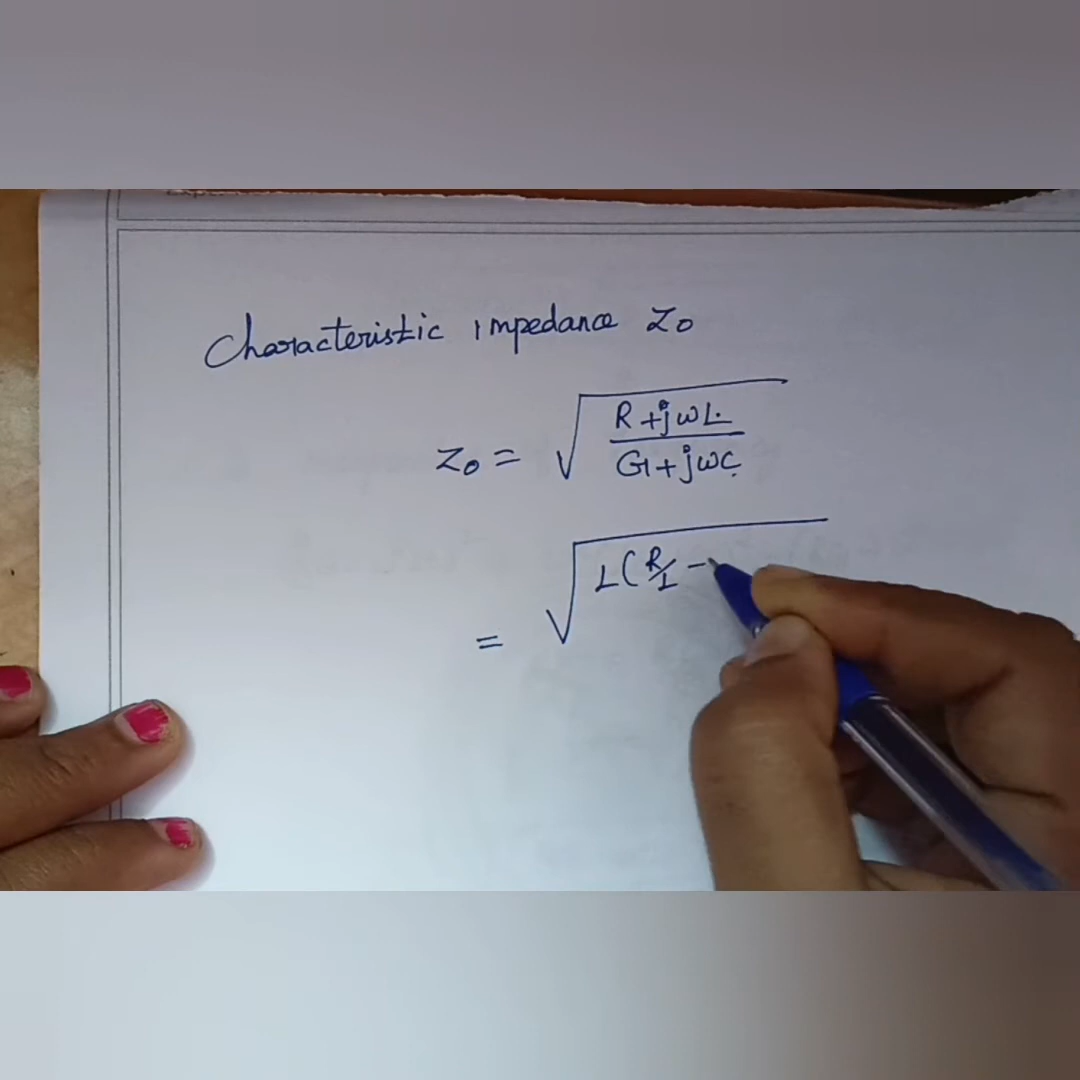 Characteristic impedance Z0
Z0 = √((R + jωL)/(G + jωC))
= √(L(R/L -